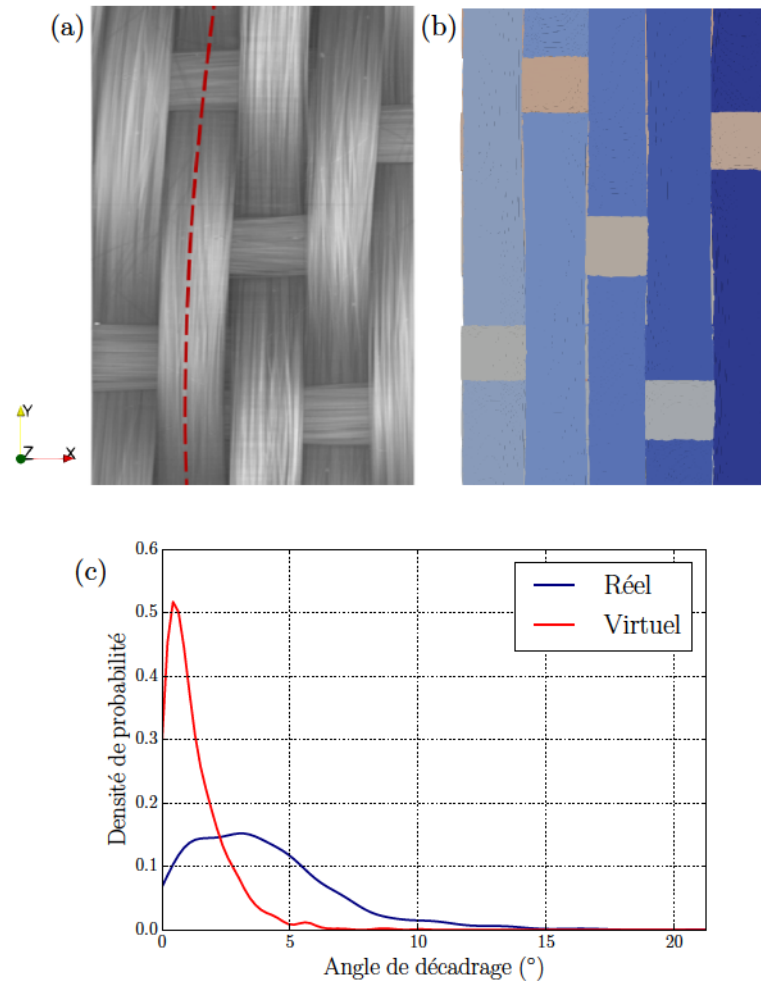 (a)
(b)
Y
Z
X
(c)
0.6
0.5
0.4
0.3
0.2
0.1
0.0
Densité de probabilité
Réel
Virtuel
0
5
10
15
20
Angle de décadrage (°)